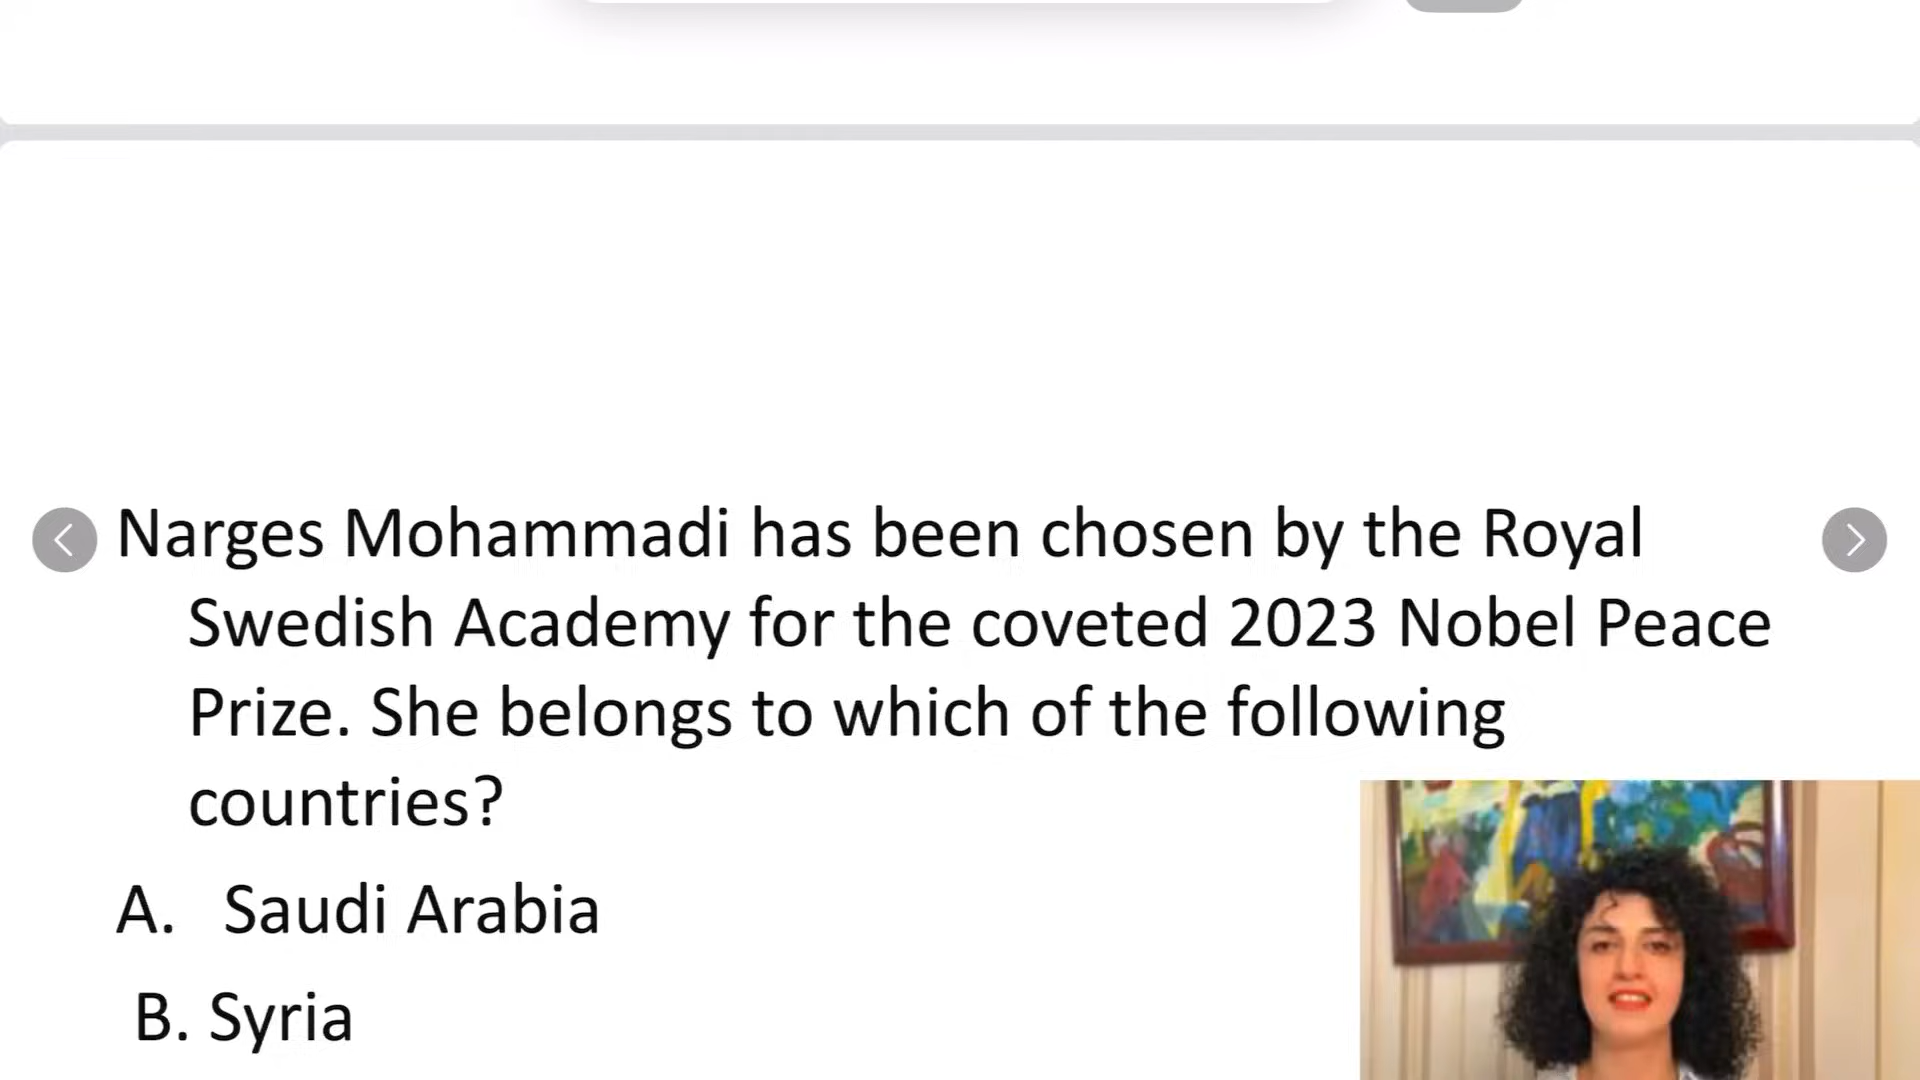 Narges Mohammadi has been chosen by the Royal
Swedish Academy for the coveted 2023 Nobel Peace
Prize. She belongs to which of the following
countries?
A. Saudi Arabia
B. Syria